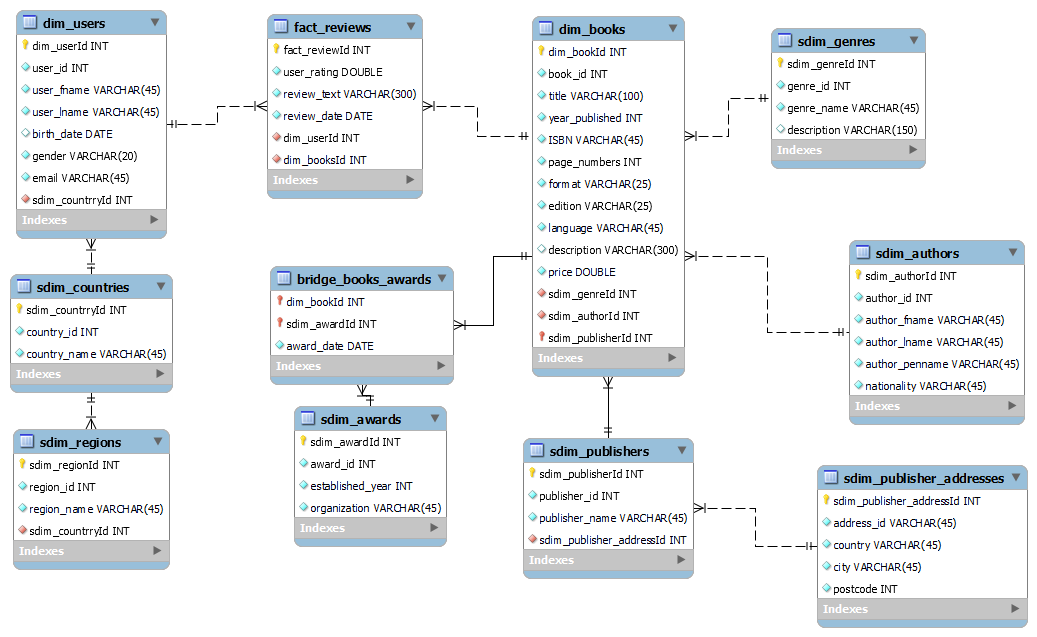 dim_users
dim_userId INT
user_id INT
user_fname VARCHAR(45)
user_lname VARCHAR(45)
birth_date DATE
gender VARCHAR(20)
email VARCHAR(45)
sdim_countrryId INT
Indexes
fact_reviews
fact_reviewId INT
user_rating DOUBLE
review_text VARCHAR(300)
review_date DATE
dim_userId INT
dim_booksId INT
Indexes
dim_books
dim_bookId INT
book_id INT
title VARCHAR(100)
year_published INT
ISBN VARCHAR(45)
page_numbers INT
format VARCHAR(25)
edition VARCHAR(25)
language VARCHAR(45)
description VARCHAR(300)
price DOUBLE
sdim_genreId INT
sdim_authorId INT
sdim_publisherId INT
Indexes
sdim_genres
sdim_genreId INT
genre_id INT
genre_name VARCHAR(45)
description VARCHAR(150)
Indexes
sdim_countries
sdim_countrryId INT
country_id INT
country_name VARCHAR(45)
Indexes
bridge_books_awards
dim_bookId INT
sdim_awardId INT
award_date DATE
Indexes
sdim_authors
sdim_authorId INT
author_id INT
author_fname VARCHAR(45)
author_lname VARCHAR(45)
author_penname VARCHAR(45)
nationality VARCHAR(45)
Indexes
sdim_regions
sdim_regionId INT
region_id INT
region_name VARCHAR(45)
sdim_countrryId INT
Indexes
sdim_awards
sdim_awardId INT
award_id INT
established_year INT
organization VARCHAR(45)
Indexes
sdim_publishers
sdim_publisherId INT
publisher_id INT
publisher_name VARCHAR(45)
sdim_publisher_addressId INT
Indexes
sdim_publisher_addresses
sdim_publisher_addressId INT
address_id VARCHAR(45)
country VARCHAR(45)
city VARCHAR(45)
postcode INT
Indexes